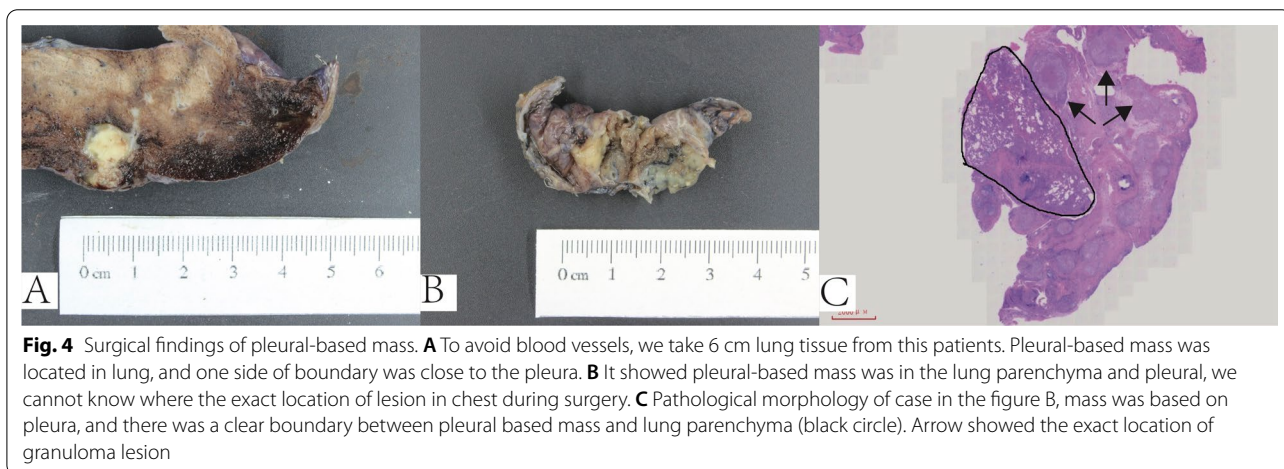 0 cm 1 2 3 4 5 6
A
0 cm 1 2 3 4 5
B
C
Fig. 4 Surgical findings of pleural-based mass. A To avoid blood vessels, we take 6 cm lung tissue from this patients. Pleural-based mass was
located in lung, and one side of boundary was close to the pleura. B It showed pleural-based mass was in the lung parenchyma and pleural, we
cannot know where the exact location of lesion in chest during surgery. C Pathological morphology of case in the figure B, mass was based on
pleura, and there was a clear boundary between pleural based mass and lung parenchyma (black circle). Arrow showed the exact location of
granuloma lesion